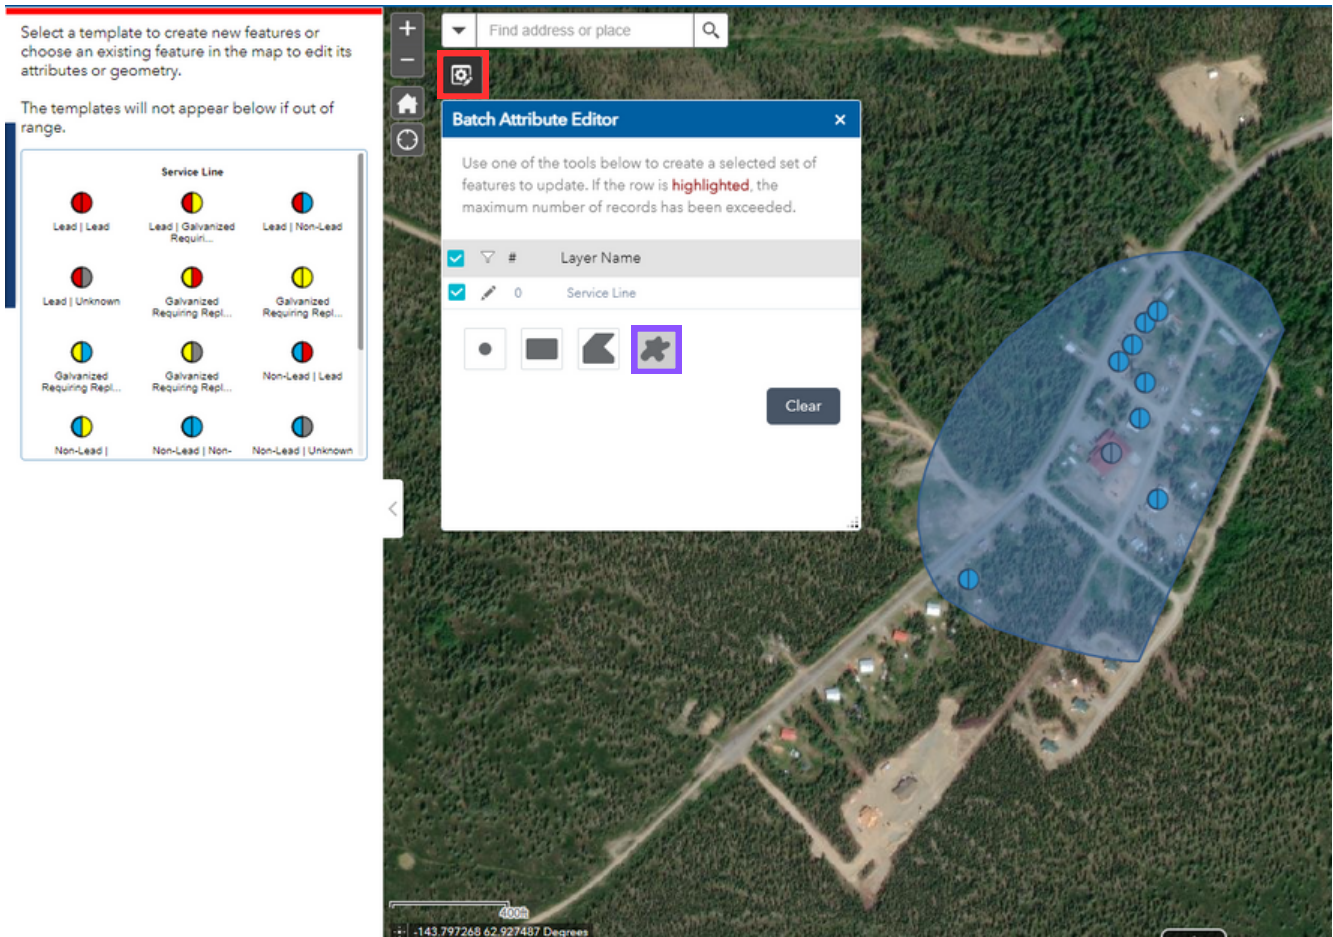 Select a template to create new features or
choose an existing feature in the map to edit its
attributes or geometry.
The templates will not appear below if out of
range.
Service Line
Lead | Lead
Lead | Galvanized
Requiri...
Lead | Non-Lead
Lead | Unknown
Galvanized
Requiring Repl...
Galvanized
Requiring Repl...
Galvanized
Requiring Repl...
Galvanized
Requiring Repl...
Non-Lead | Lead
Non-Lead |
Non-Lead | Non-
Non-Lead | Unknown
Find address or place
Batch Attribute Editor
Use one of the tools below to create a selected set of
features to update. If the row is highlighted, the
maximum number of records has been exceeded.
# Layer Name
0 Service Line
Clear
400ft
-143.797268 62.927487 Degrees